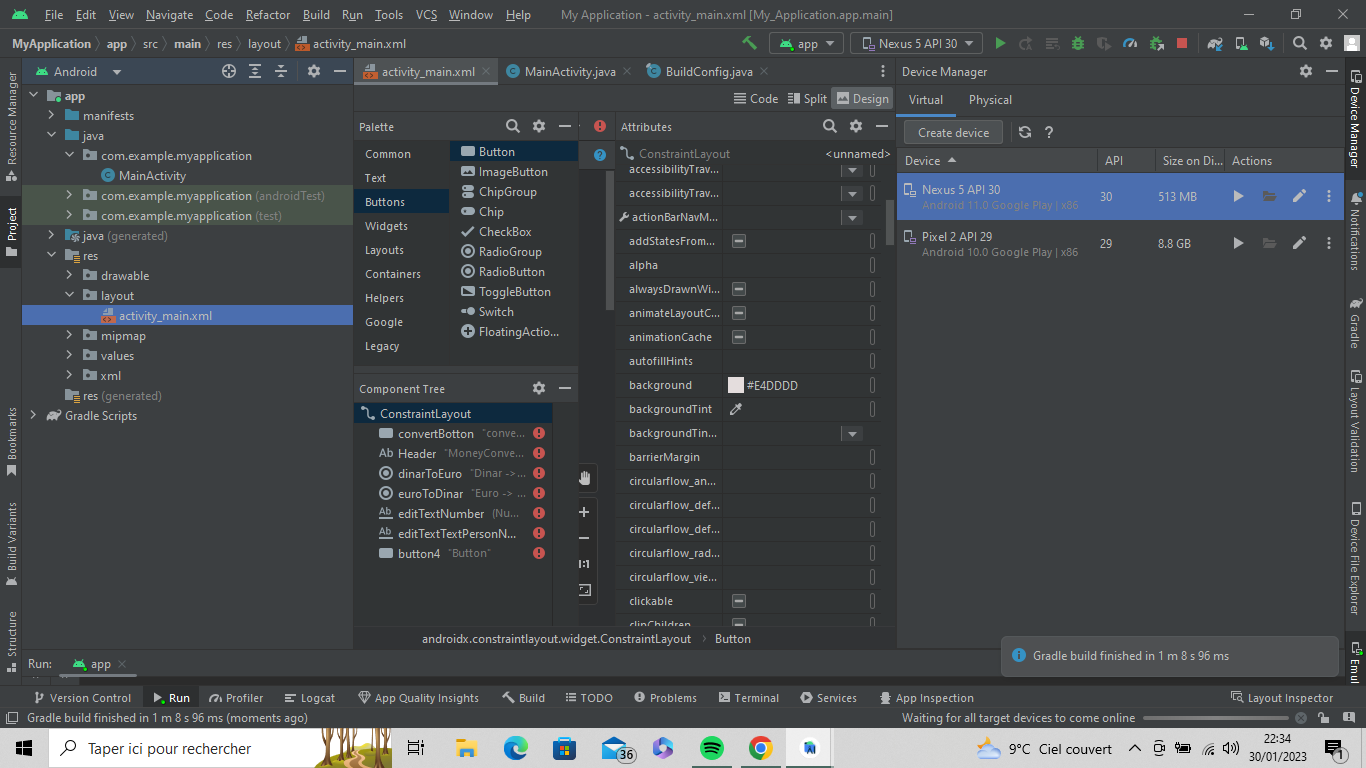 File Edit View Navigate Code Refactor Build Run Tools VCS Window Help My Application - activity_main.xml [My_Application.app.main]
MyApplication app src main res layout activity_main.xml app Nexus 5 API 30
Resource Manager
Project
Bookmarks
Build Variants
Structure
Android
app
manifests
java
com.example.myapplication
MainActivity
com.example.myapplication (androidTest)
com.example.myapplication (test)
java (generated)
res
drawable
layout
activity_main.xml
mipmap
values
xml
res (generated)
Gradle Scripts
activity_main.xml MainActivity.java BuildConfig.java
Code Split Design
Palette
Common
Text
Buttons
Widgets
Layouts
Containers
Helpers
Google
Legacy
Button
ImageButton
ChipGroup
Chip
CheckBox
RadioGroup
RadioButton
ToggleButton
Switch
FloatingActio...
Component Tree
ConstraintLayout
convertBotton "conve...
Ab Header "MoneyConve...
dinarToEuro "Dinar ->...
euroToDinar "Euro -> ...
Ab editTextNumber (Nu...
Ab editTextTextPersonN...
button4 "Button"
1:1
Attributes
ConstraintLayout <unnamed>
accessibilityTrav...
accessibilityTrav...
actionBarNavM...
addStatesFrom...
alpha
alwaysDrawnWi...
animateLayoutC...
animationCache
autofillHints
background #E4DDDD
backgroundTint
backgroundTin...
barrierMargin
circularflow_an...
circularflow_def...
circularflow_def...
circularflow_rad...
circularflow_vie...
clickable
clipChildren
androidx.constraintlayout.widget.ConstraintLayout Button
Device Manager
Virtual Physical
Create device ?
Device API Size on Di... Actions
Nexus 5 API 30
Android 11.0 Google Play | x86
30 513 MB
Pixel 2 API 29
Android 10.0 Google Play | x86
29 8.8 GB
Device Manager
Notifications
Gradle
Layout Validation
Device File Explorer
Emul
Gradle build finished in 1 m 8 s 96 ms
Run: app
Version Control Run Profiler Logcat App Quality Insights Build TODO Problems Terminal Services App Inspection Layout Inspector
Gradle build finished in 1 m 8 s 96 ms (moments ago) Waiting for all target devices to come online
Taper ici pour rechercher
36
9°C Ciel couvert
22:34
30/01/2023
1